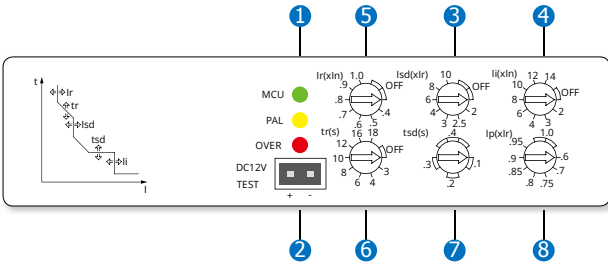 1 5 3 4
t
Ir
tr
Isd
tsd
Ii
I
MCU
PAL
OVER
DC12V
TEST
+ -
Ir(xIn) 1.0
.9 OFF
.8
.7 .4
.6 .5
Isd(xIr) 10
8 OFF
6
4 2
3 2.5
Ii(xIn) 12 14
10 OFF
8
6 2
4 3
tr(s) 16 18
12 OFF
10
8 3
6 4
tsd(s) .4
.3 .1
.2
Ip(xIr) 1.0
.95
.9 .6
.85 .7
.8 .75
2 6 7 8